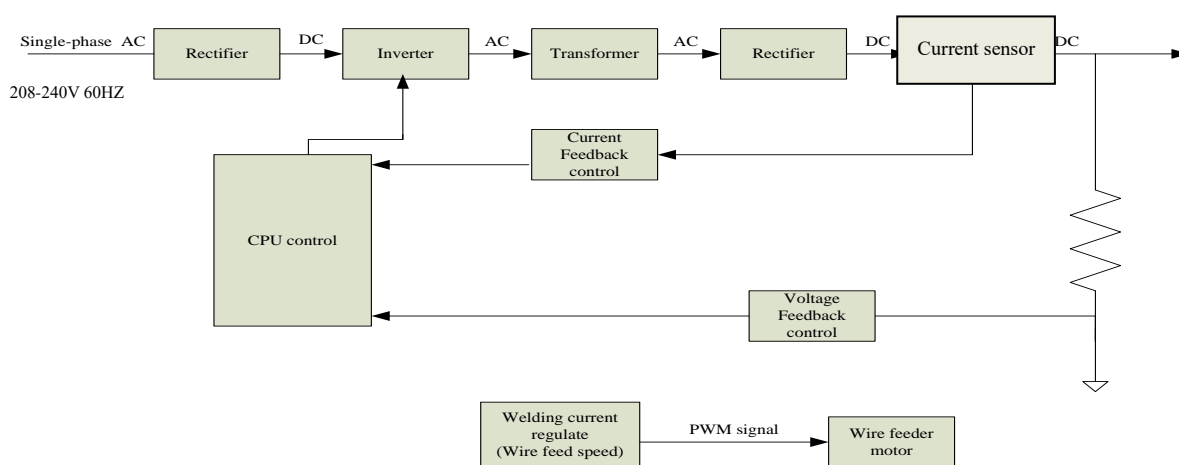 Single-phase AC
Rectifier
DC
Inverter
AC
Transformer
AC
Rectifier
DC
Current sensor
DC
208-240V 60HZ
Current
Feedback
control
CPU control
Voltage
Feedback
control
Welding current
regulate
(Wire feed speed)
PWM signal
Wire feeder
motor